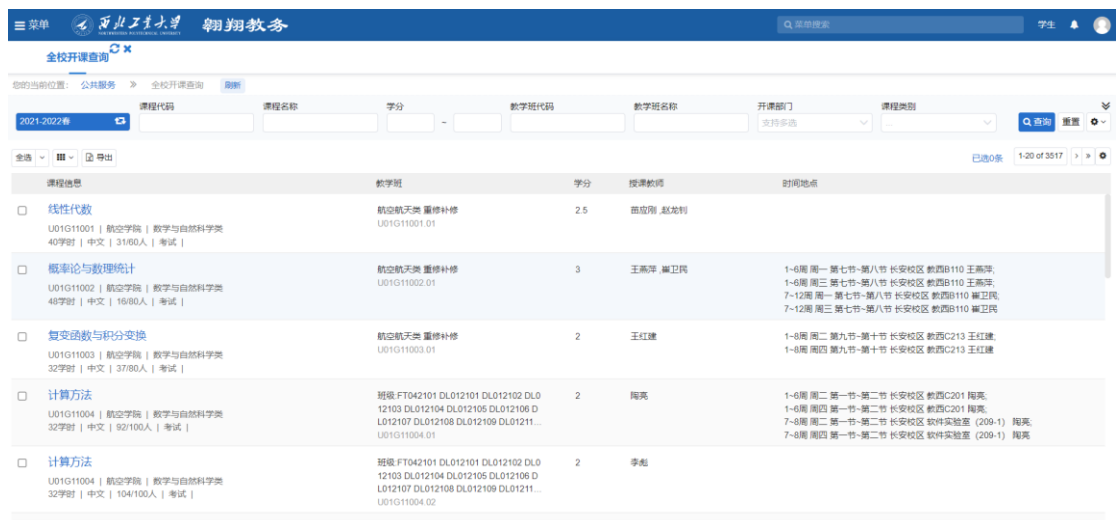 菜单 西北工业大学 翱翔教务 菜单搜索 学生
NORTHWESTERN POLYTECHNICAL UNIVERSITY
全校开课查询
您的当前位置： 公共服务 » 全校开课查询 刷新
课程代码 课程名称 学分 教学班代码 教学班名称 开课部门 课程类别
2021-2022春 ~ 支持多选 ... 查询 重置
全选 导出 已选0条 1-20 of 3517 › »
课程信息 教学班 学分 授课教师 时间地点
线性代数 航空航天类 重修补修 2.5 苗应刚 ,赵龙钊
U01G11001 | 航空学院 | 数学与自然科学类 U01G11001.01
40学时 | 中文 | 31/60人 | 考试 |
概率论与数理统计 航空航天类 重修补修 3 王燕萍 ,崔卫民 1~6周 周一 第七节~第八节 长安校区 教西B110 王燕萍;
U01G11002 | 航空学院 | 数学与自然科学类 U01G11002.01 1~6周 周三 第七节~第八节 长安校区 教西B110 王燕萍;
48学时 | 中文 | 16/80人 | 考试 | 7~12周 周一 第七节~第八节 长安校区 教西B110 崔卫民;
7~12周 周三 第七节~第八节 长安校区 教西B110 崔卫民
复变函数与积分变换 航空航天类 重修补修 2 王红建 1~8周 周二 第九节~第十节 长安校区 教西C213 王红建;
U01G11003 | 航空学院 | 数学与自然科学类 U01G11003.01 1~8周 周四 第九节~第十节 长安校区 教西C213 王红建
32学时 | 中文 | 37/80人 | 考试 |
计算方法 班级:FT042101 DL012101 DL012102 DL0 2 陶亮 1~6周 周二 第一节~第二节 长安校区 教西C201 陶亮;
12103 DL012104 DL012105 DL012106 D 1~6周 周四 第一节~第二节 长安校区 教西C201 陶亮;
U01G11004 | 航空学院 | 数学与自然科学类 L012107 DL012108 DL012109 DL01211... 7~8周 周二 第一节~第二节 长安校区 软件实验室（209-1） 陶亮;
32学时 | 中文 | 92/100人 | 考试 | U01G11004.01 7~8周 周四 第一节~第二节 长安校区 软件实验室（209-1） 陶亮
计算方法 班级:FT042101 DL012101 DL012102 DL0 2 李彪
12103 DL012104 DL012105 DL012106 D
U01G11004 | 航空学院 | 数学与自然科学类 L012107 DL012108 DL012109 DL01211...
32学时 | 中文 | 104/100人 | 考试 | U01G11004.02